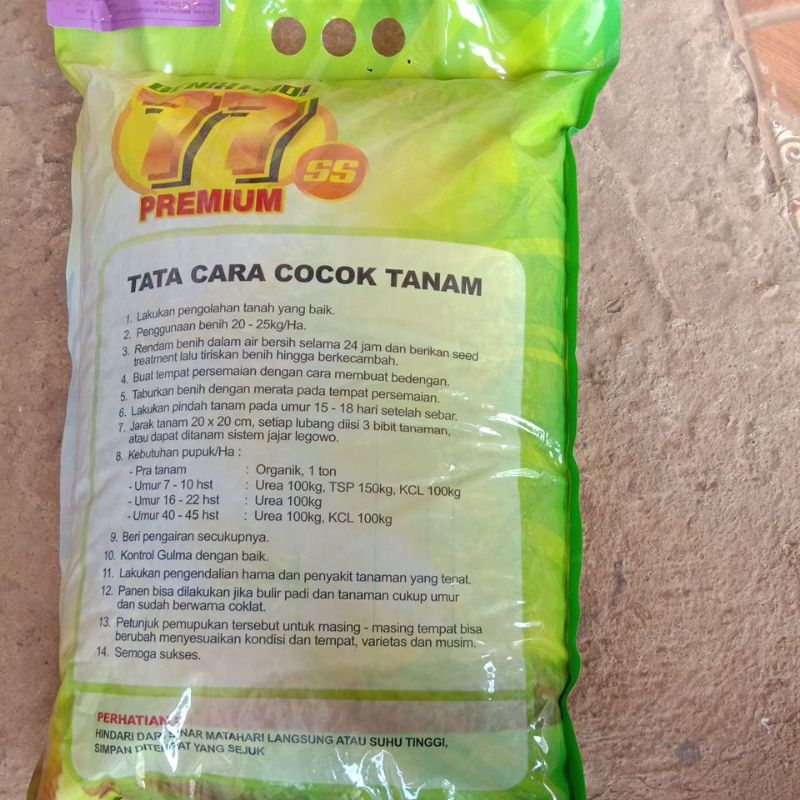 BENIH PADI
77
SS
PREMIUM
TATA CARA COCOK TANAM
1. Lakukan pengolahan tanah yang baik.
2. Penggunaan benih 20 - 25kg/Ha.
3. Rendam benih dalam air bersih selama 24 jam dan berikan seed
treatment lalu tiriskan benih hingga berkecambah.
4. Buat tempat persemaian dengan cara membuat bedengan.
5. Taburkan benih dengan merata pada tempat persemaian.
6. Lakukan pindah tanam pada umur 15 - 18 hari setelah sebar.
7. Jarak tanam 20 x 20 cm, setiap lubang diisi 3 bibit tanaman,
atau dapat ditanam sistem jajar legowo.
8. Kebutuhan pupuk/Ha :
- Pra tanam : Organik, 1 ton
- Umur 7 - 10 hst : Urea 100kg, TSP 150kg, KCL 100kg
- Umur 16 - 22 hst : Urea 100kg
- Umur 40 - 45 hst : Urea 100kg, KCL 100kg
9. Beri pengairan secukupnya.
10. Kontrol Gulma dengan baik.
11. Lakukan pengendalian hama dan penyakit tanaman yang tepat.
12. Panen bisa dilakukan jika bulir padi dan tanaman cukup umur
dan sudah berwarna coklat.
13. Petunjuk pemupukan tersebut untuk masing - masing tempat bisa
berubah menyesuaikan kondisi dan tempat, varietas dan musim.
14. Semoga sukses.
PERHATIAN :
HINDARI DARI SINAR MATAHARI LANGSUNG ATAU SUHU TINGGI,
SIMPAN DITEMPAT YANG SEJUK